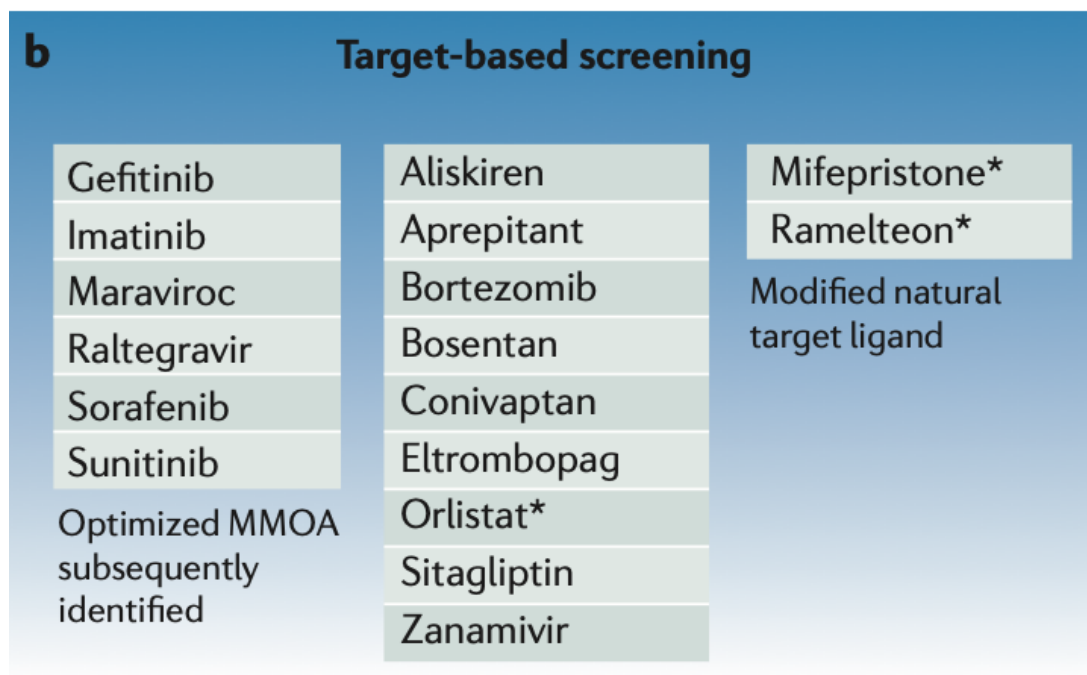 b
Target-based screening
Gefitinib
Imatinib
Maraviroc
Raltegravir
Sorafenib
Sunitinib
Optimized MMOA
subsequently
identified
Aliskiren
Aprepitant
Bortezomib
Bosentan
Conivaptan
Eltrombopag
Orlistat*
Sitagliptin
Zanamivir
Mifepristone*
Ramelteon*
Modified natural
target ligand